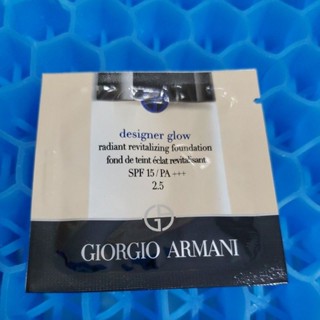 designer glow
radiant revitalizing foundation
fond de teint éclat revitalisant
SPF 15 / PA +++
2.5
GIORGIO ARMANI